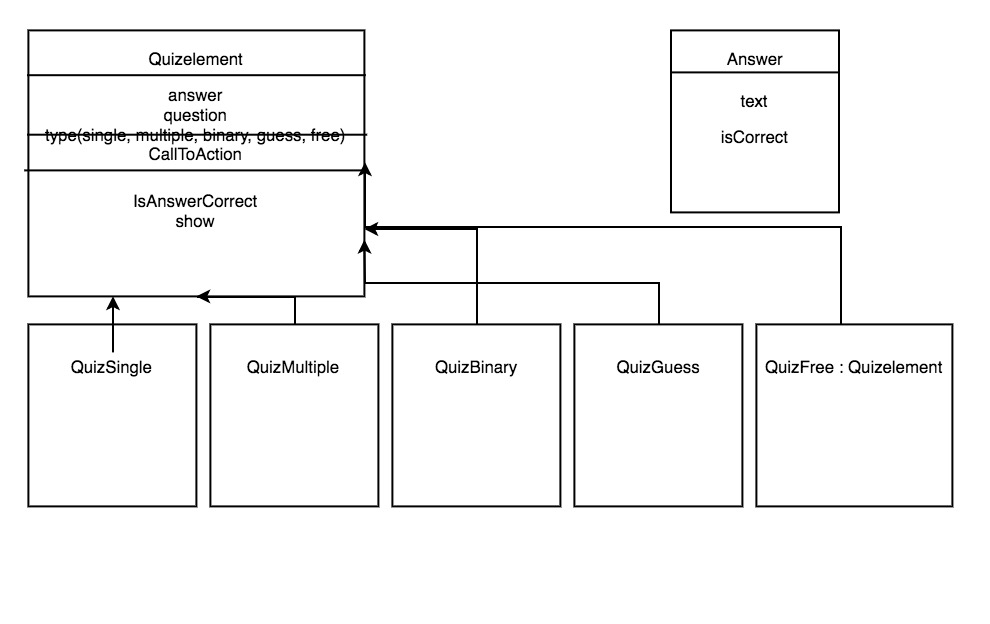 Quizelement
answer
question
type(single, multiple, binary, guess, free)
CallToAction
IsAnswerCorrect
show
Answer
text
isCorrect
QuizSingle
QuizMultiple
QuizBinary
QuizGuess
QuizFree : Quizelement